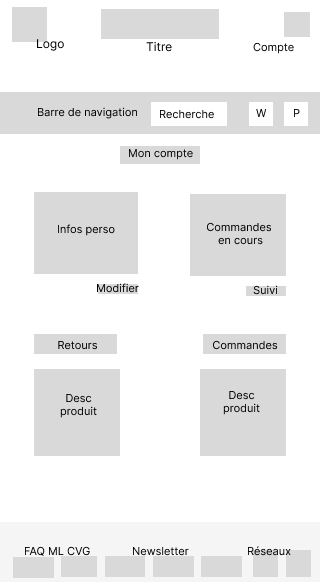 Logo
Titre
Compte
Barre de navigation
Recherche
W
P
Mon compte
Infos perso
Commandes
en cours
Modifier
Suivi
Retours
Commandes
Desc
produit
Desc
produit
FAQ ML CVG
Newsletter
Réseaux